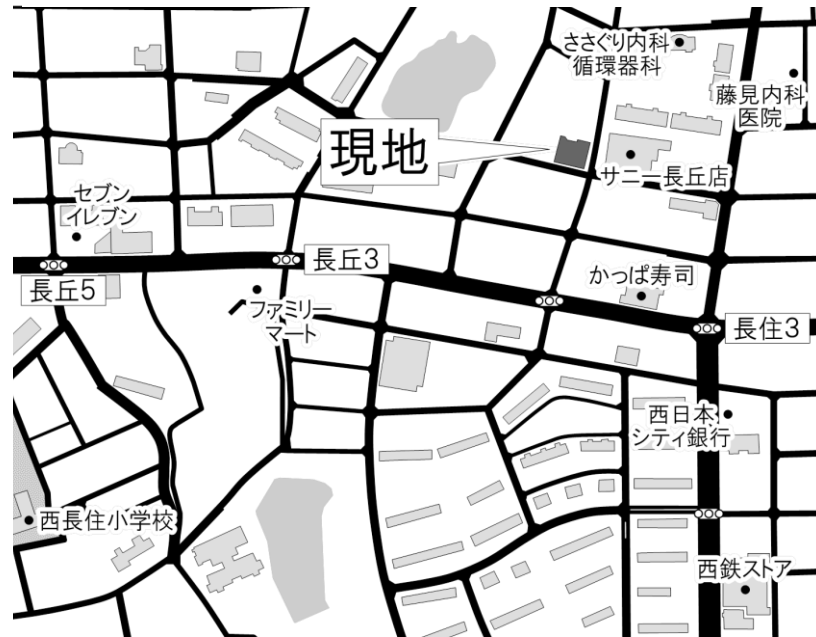 ささぐり内科
循環器科
藤見内科
医院
現地
サニー長丘店
セブン
イレブン
長丘3
長丘5
かっぱ寿司
ファミリー
マート
長住3
西日本
シティ銀行
西長住小学校
西鉄ストア